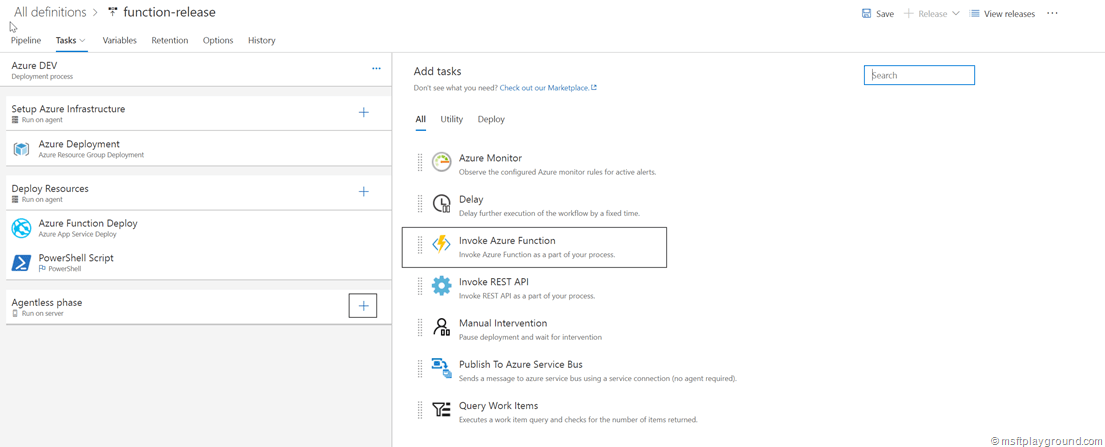 All definitions > function-release
Save + Release View releases ...
Pipeline Tasks Variables Retention Options History
Azure DEV
Deployment process
...
Setup Azure Infrastructure
Run on agent
Azure Deployment
Azure Resource Group Deployment
Deploy Resources
Run on agent
Azure Function Deploy
Azure App Service Deploy
PowerShell Script
PowerShell
Agentless phase
Run on server
Add tasks
Search
Don't see what you need? Check out our Marketplace.
All Utility Deploy
Azure Monitor
Observe the configured Azure monitor rules for active alerts.
Delay
Delay further execution of the workflow by a fixed time.
Invoke Azure Function
Invoke Azure Function as a part of your process.
Invoke REST API
Invoke REST API as a part of your process.
Manual Intervention
Pause deployment and wait for intervention
Publish To Azure Service Bus
Sends a message to azure service bus using a service connection (no agent required).
Query Work Items
Executes a work item query and checks for the number of items returned.
© msftplayground.com